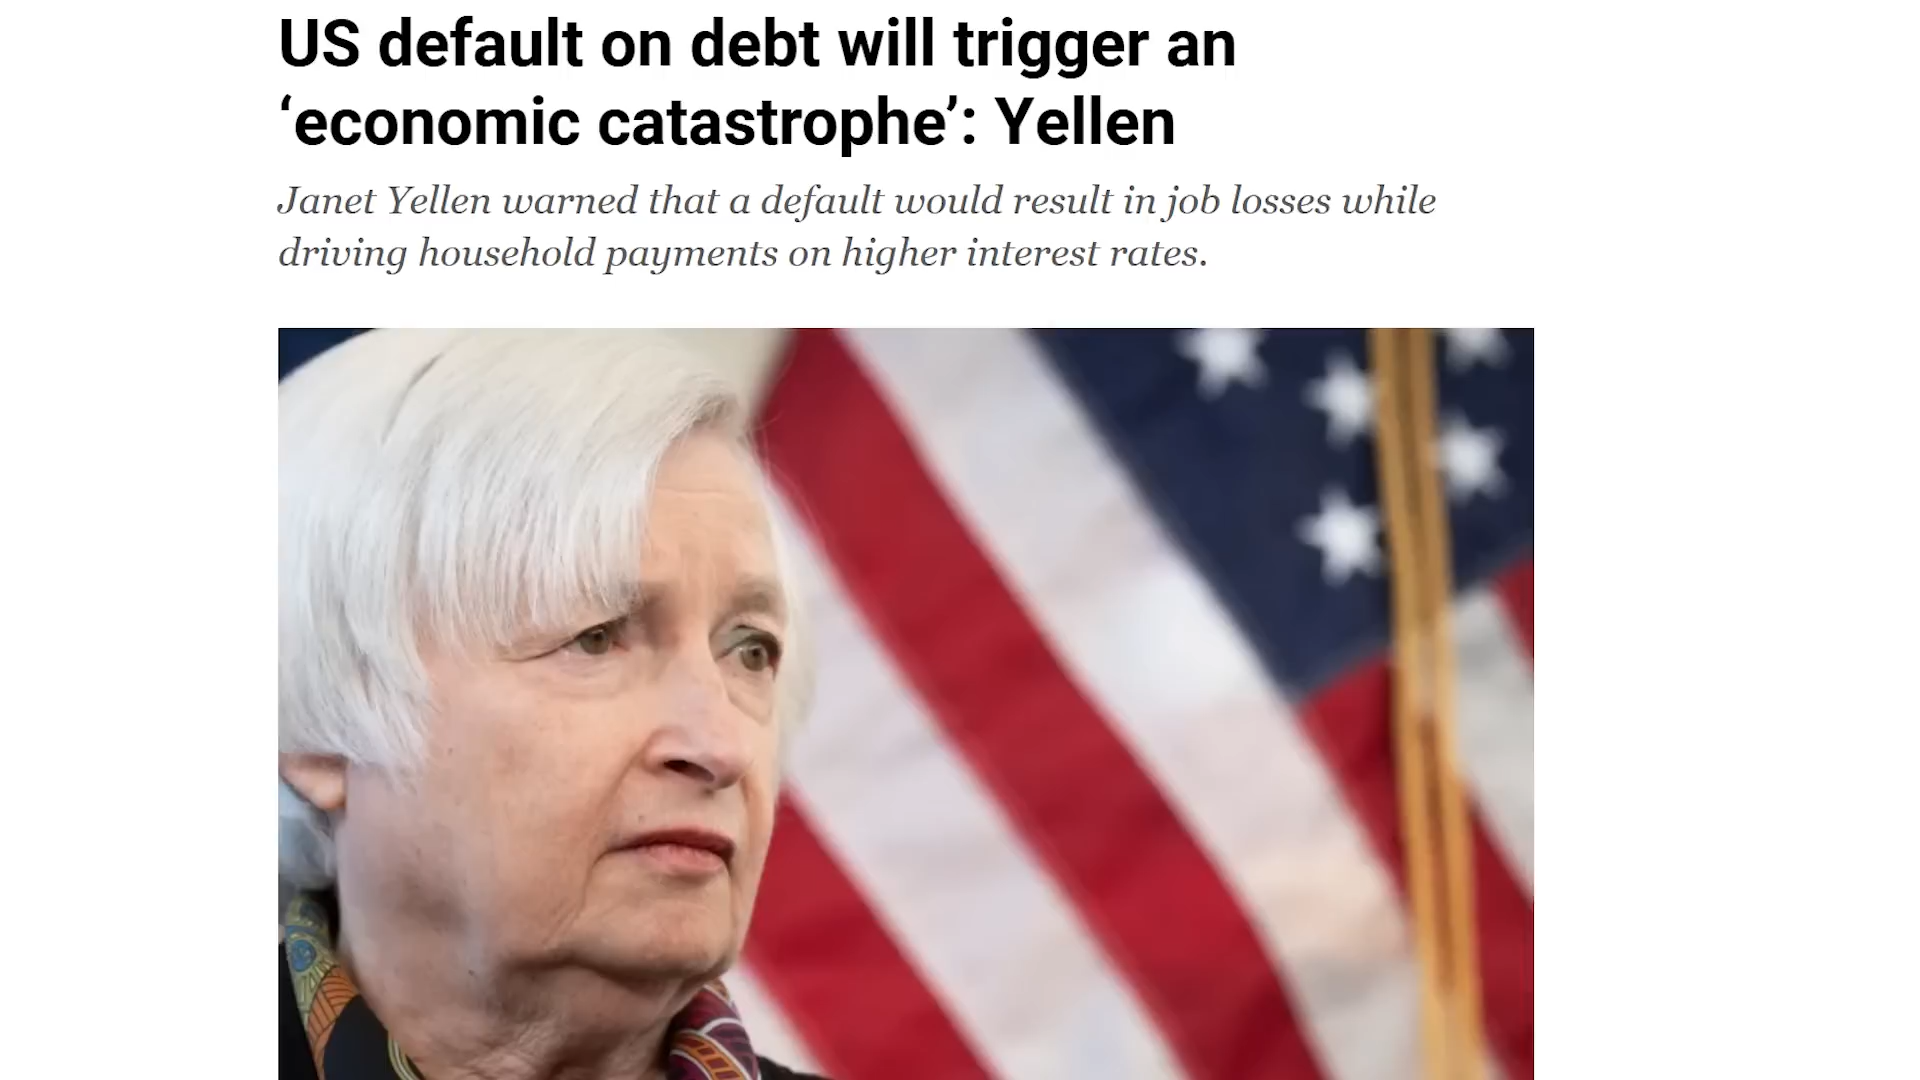 US default on debt will trigger an
‘economic catastrophe’: Yellen
Janet Yellen warned that a default would result in job losses while
driving household payments on higher interest rates.